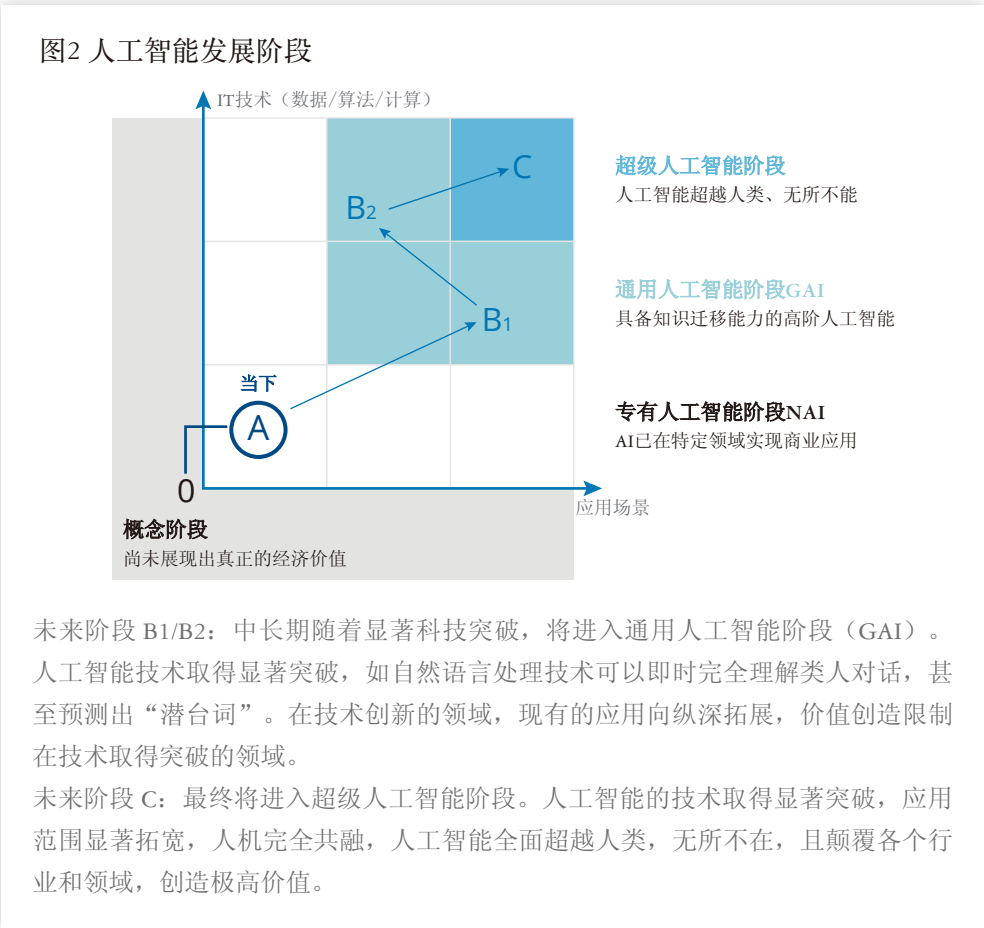 图2 人工智能发展阶段
IT技术（数据/算法/计算）
C
超级人工智能阶段
人工智能超越人类、无所不能
B2
通用人工智能阶段GAI
具备知识迁移能力的高阶人工智能
B1
当下
A
专有人工智能阶段NAI
AI已在特定领域实现商业应用
0
应用场景
概念阶段
尚未展现出真正的经济价值
未来阶段 B1/B2：中长期随着显著科技突破，将进入通用人工智能阶段（GAI）。
人工智能技术取得显著突破，如自然语言处理技术可以即时完全理解类人对话，甚
至预测出“潜台词”。在技术创新的领域，现有的应用向纵深拓展，价值创造限制
在技术取得突破的领域。
未来阶段 C：最终将进入超级人工智能阶段。人工智能的技术取得显著突破，应用
范围显著拓宽，人机完全共融，人工智能全面超越人类，无所不在，且颠覆各个行
业和领域，创造极高价值。